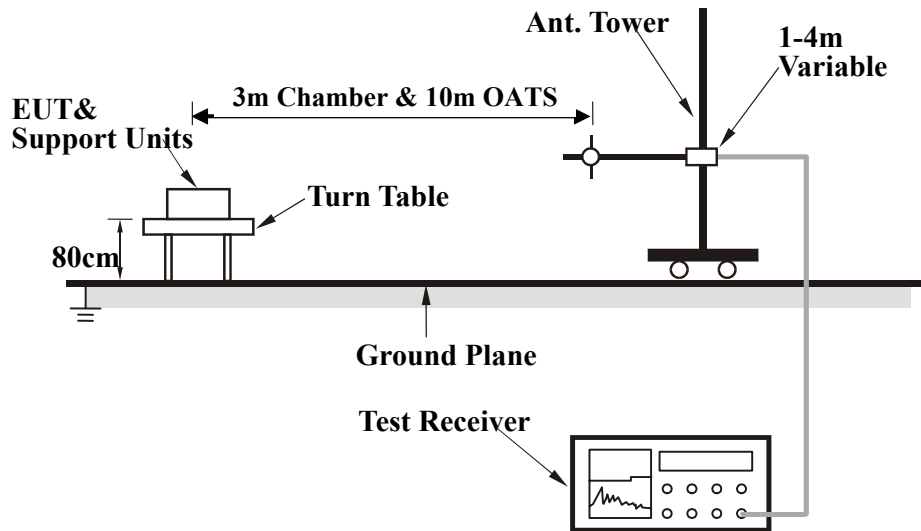 Ant. Tower
1-4m
Variable
3m Chamber & 10m OATS
EUT&
Support Units
Turn Table
80cm
Ground Plane
Test Receiver